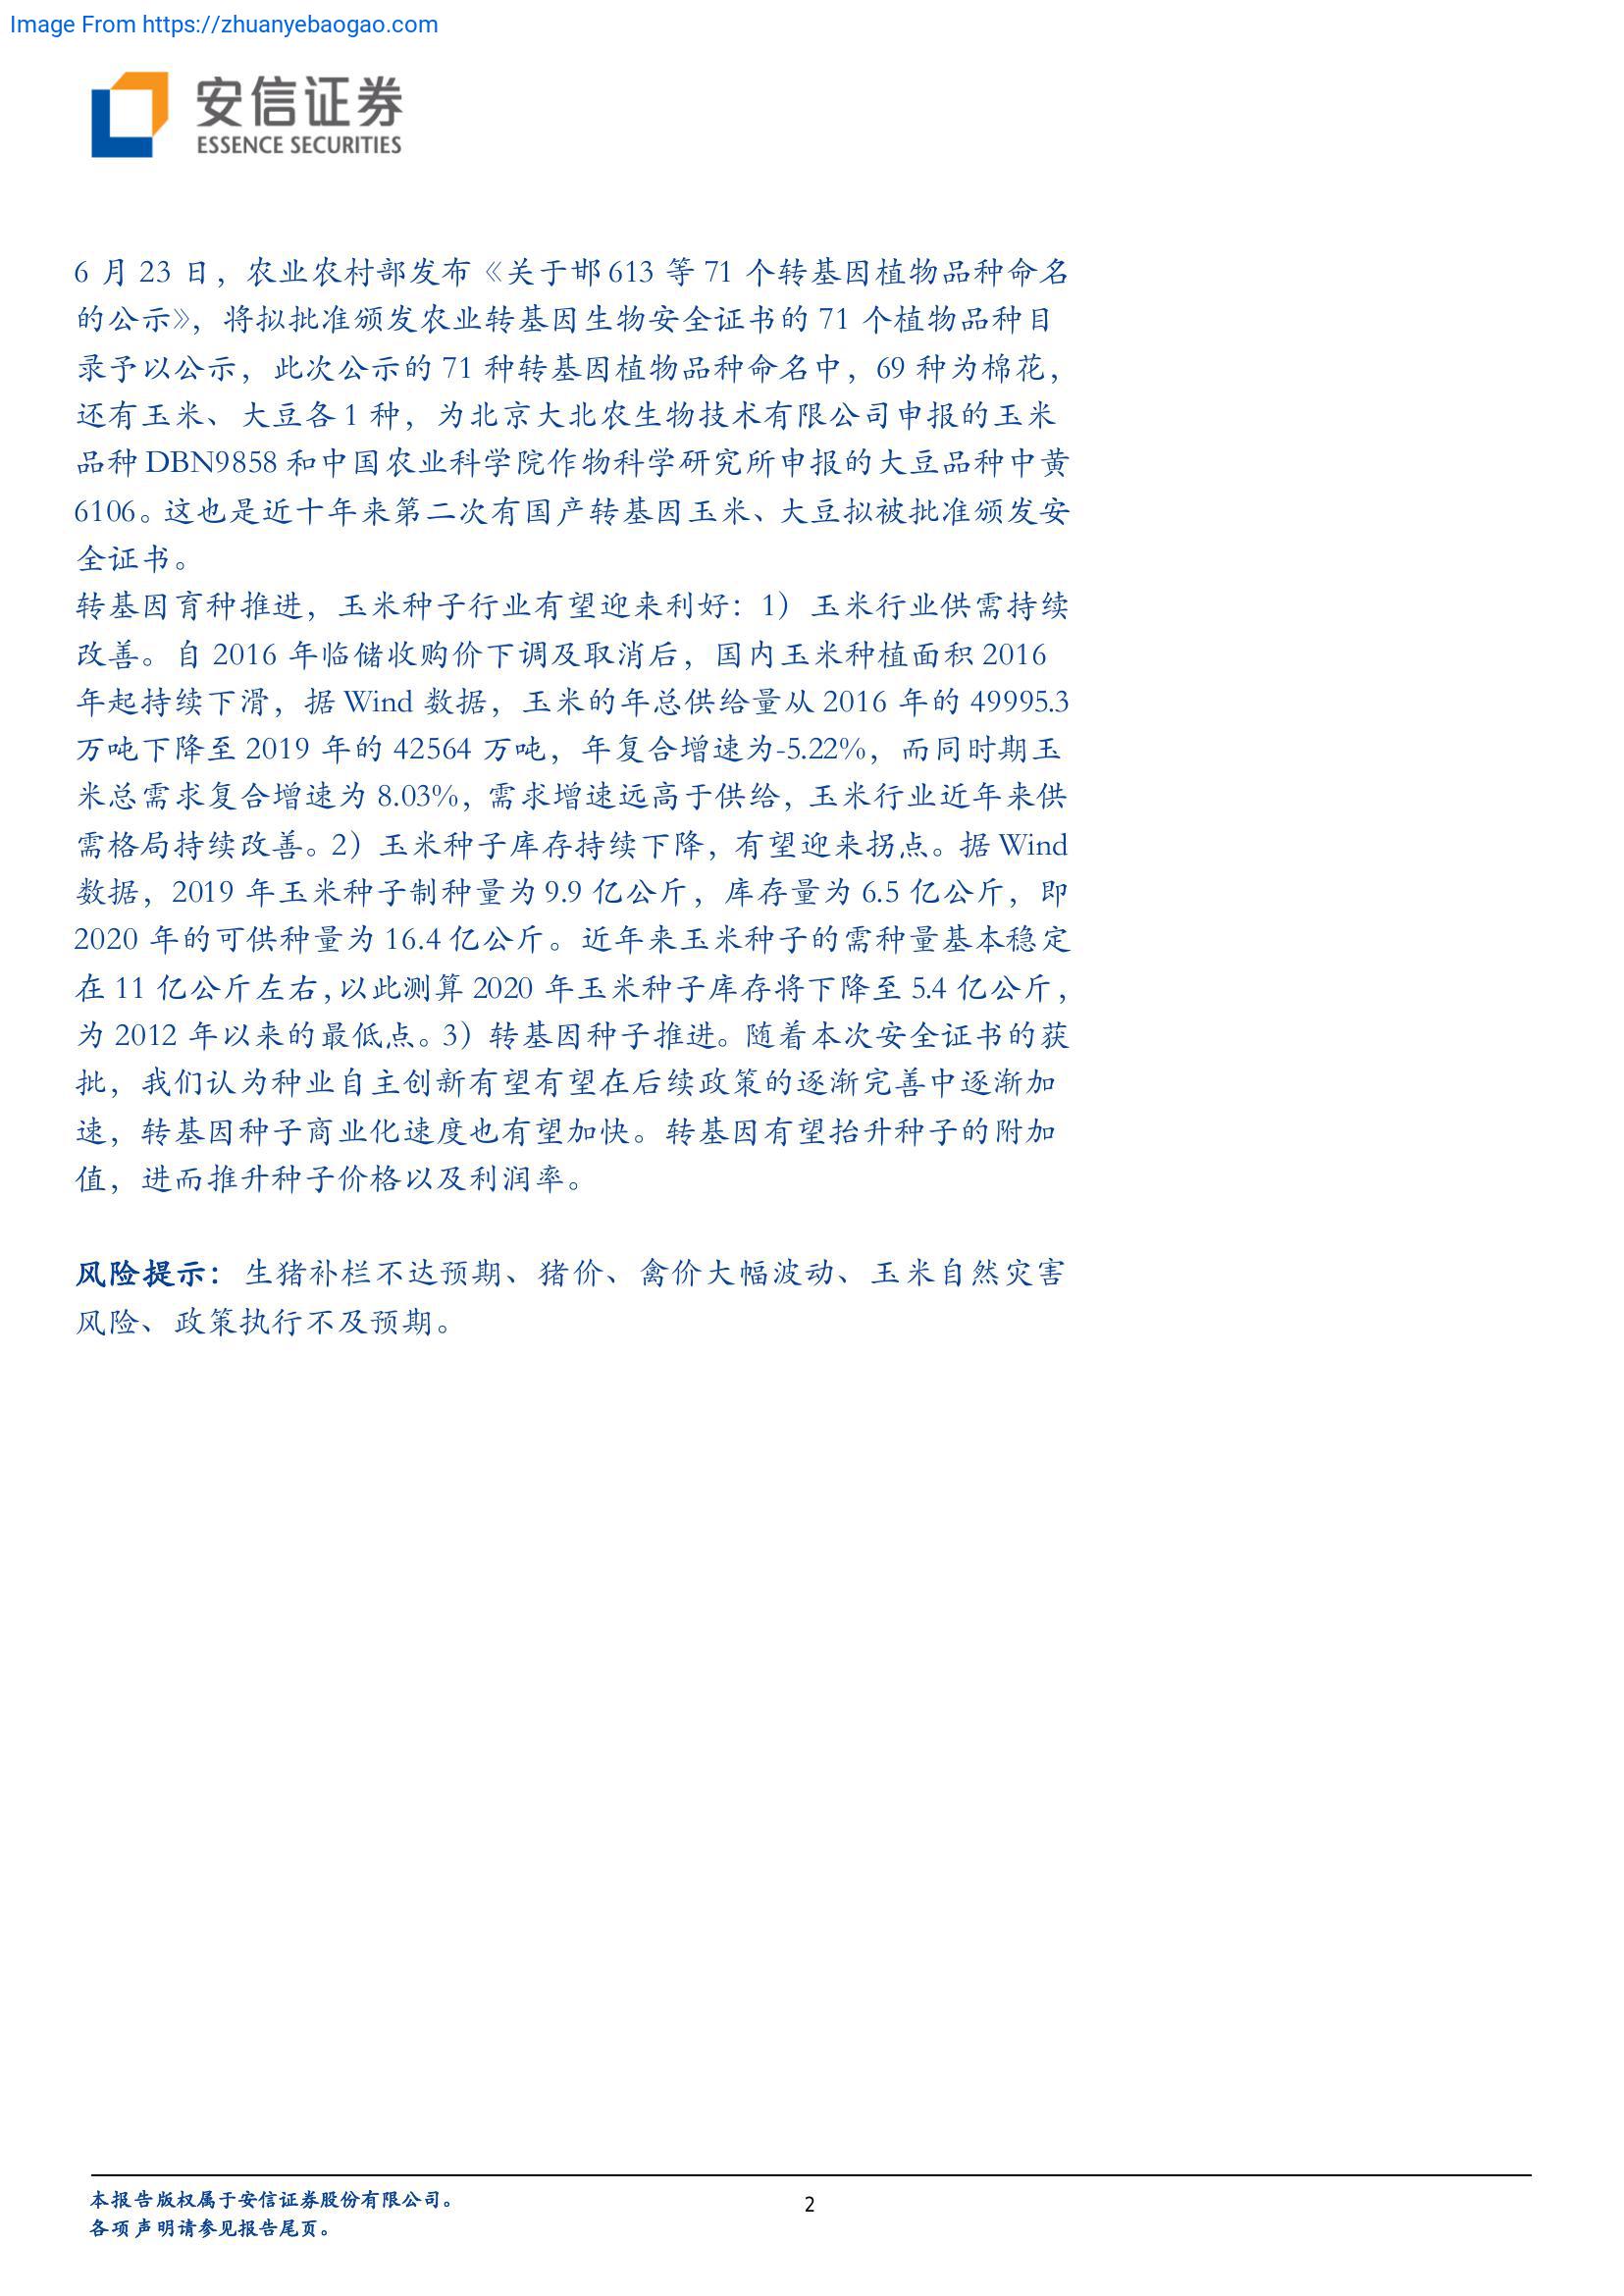 Image From https://zhuanyebaogao.com
安信证券
ESSENCE SECURITIES
6 月 23 日，农业农村部发布《关于邯 613 等 71 个转基因植物品种命名
的公示》，将拟批准颁发农业转基因生物安全证书的 71 个植物品种目
录予以公示，此次公示的 71 种转基因植物品种命名中，69 种为棉花，
还有玉米、大豆各 1 种，为北京大北农生物技术有限公司申报的玉米
品种 DBN9858 和中国农业科学院作物科学研究所申报的大豆品种中黄
6106。这也是近十年来第二次有国产转基因玉米、大豆拟被批准颁发安
全证书。
转基因育种推进，玉米种子行业有望迎来利好：1）玉米行业供需持续
改善。自 2016 年临储收购价下调及取消后，国内玉米种植面积 2016
年起持续下滑，据 Wind 数据，玉米的年总供给量从 2016 年的 49995.3
万吨下降至 2019 年的 42564 万吨，年复合增速为-5.22%，而同时期玉
米总需求复合增速为 8.03%，需求增速远高于供给，玉米行业近年来供
需格局持续改善。2）玉米种子库存持续下降，有望迎来拐点。据 Wind
数据，2019 年玉米种子制种量为 9.9 亿公斤，库存量为 6.5 亿公斤，即
2020 年的可供种量为 16.4 亿公斤。近年来玉米种子的需种量基本稳定
在 11 亿公斤左右，以此测算 2020 年玉米种子库存将下降至 5.4 亿公斤，
为 2012 年以来的最低点。3）转基因种子推进。随着本次安全证书的获
批，我们认为种业自主创新有望有望在后续政策的逐渐完善中逐渐加
速，转基因种子商业化速度也有望加快。转基因有望抬升种子的附加
值，进而推升种子价格以及利润率。
风险提示：生猪补栏不达预期、猪价、禽价大幅波动、玉米自然灾害
风险、政策执行不及预期。
本报告版权属于安信证券股份有限公司。
各项声明请参见报告尾页。
2